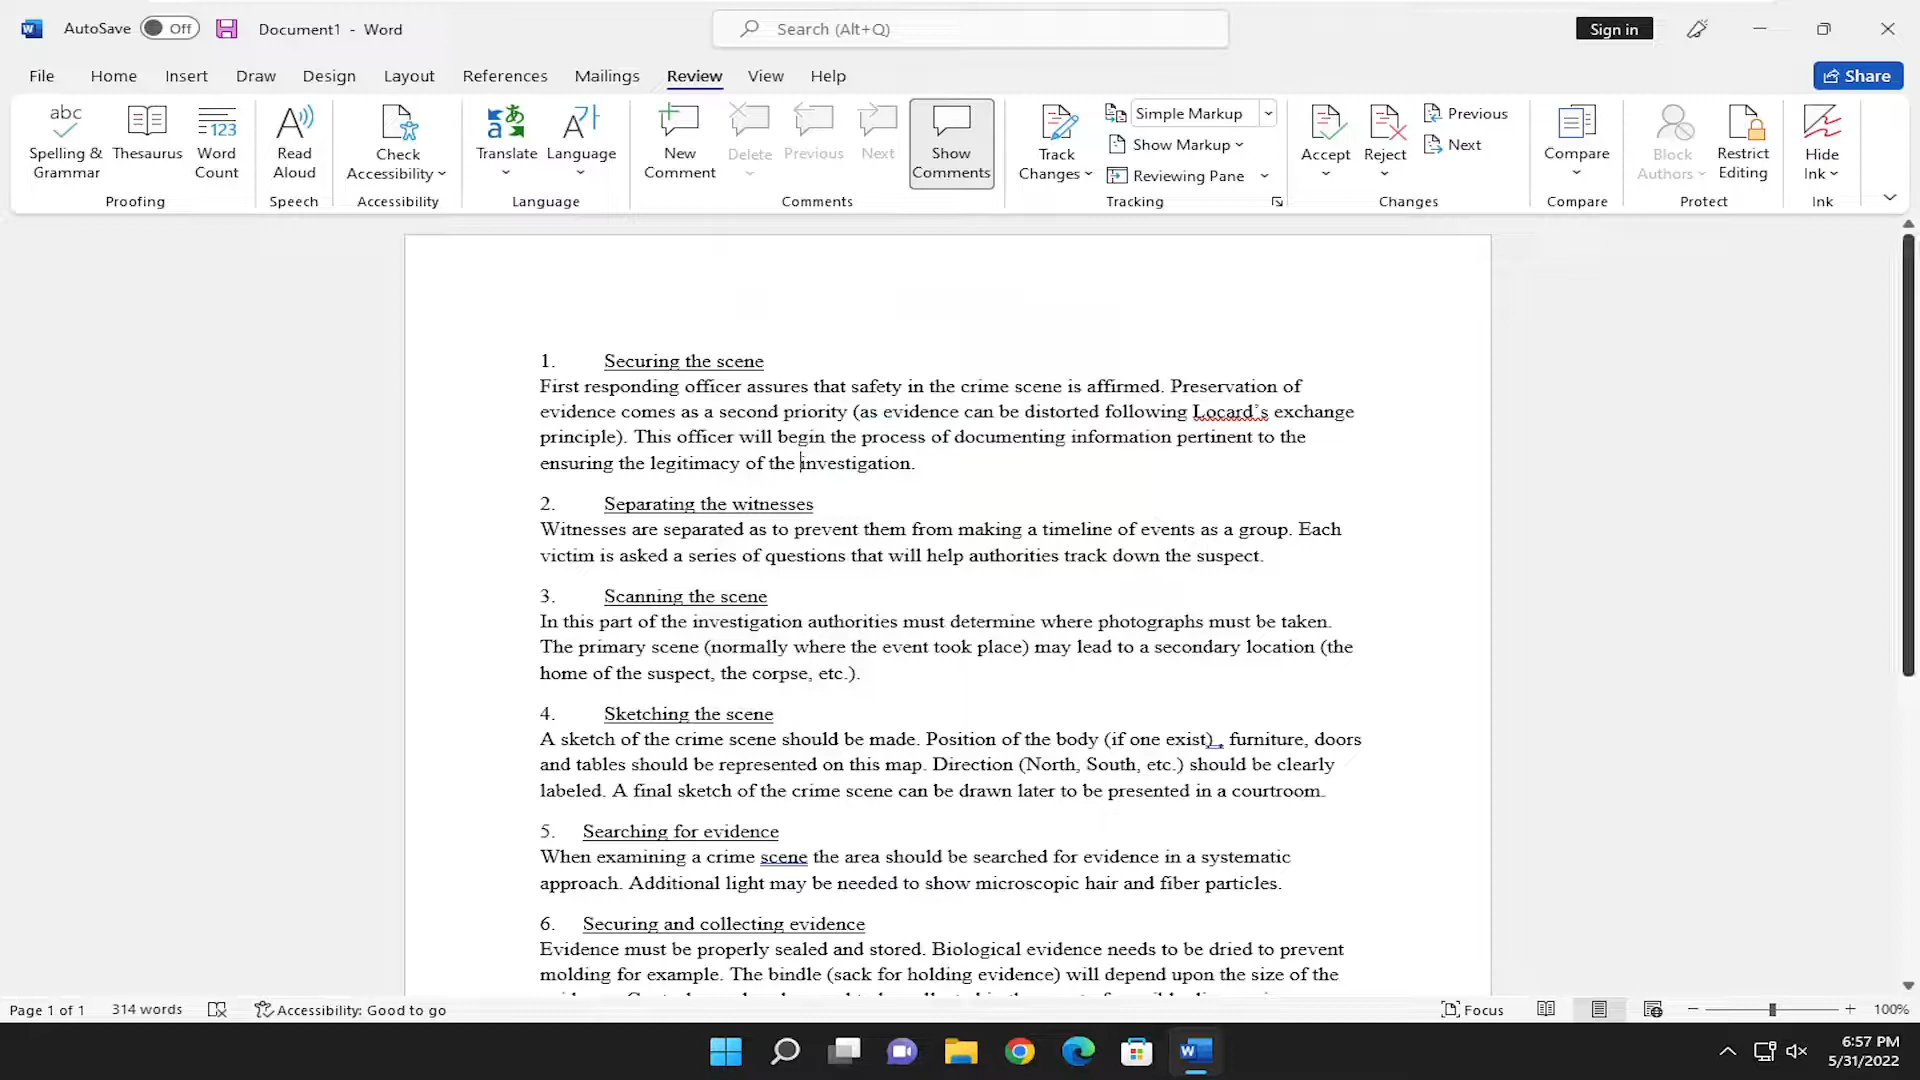 AutoSave Off Document1 - Word Search (Alt+Q) Sign in
File Home Insert Draw Design Layout References Mailings Review View Help Share
abc Spelling & Grammar
Thesaurus
123 Word Count
Proofing
A Read Aloud
Speech
Check Accessibility
Accessibility
Translate
Language
Language
New Comment
Delete
Previous
Next
Show Comments
Comments
Track Changes
Simple Markup
Show Markup
Reviewing Pane
Tracking
Accept
Reject
Previous
Next
Changes
Compare
Compare
Block Authors
Restrict Editing
Protect
Hide Ink
Ink
1. Securing the scene
First responding officer assures that safety in the crime scene is affirmed. Preservation of
evidence comes as a second priority (as evidence can be distorted following Locard's exchange
principle). This officer will begin the process of documenting information pertinent to the
ensuring the legitimacy of the investigation.
2. Separating the witnesses
Witnesses are separated as to prevent them from making a timeline of events as a group. Each
victim is asked a series of questions that will help authorities track down the suspect.
3. Scanning the scene
In this part of the investigation authorities must determine where photographs must be taken.
The primary scene (normally where the event took place) may lead to a secondary location (the
home of the suspect, the corpse, etc.).
4. Sketching the scene
A sketch of the crime scene should be made. Position of the body (if one exist) , furniture, doors
and tables should be represented on this map. Direction (North, South, etc.) should be clearly
labeled. A final sketch of the crime scene can be drawn later to be presented in a courtroom.
5. Searching for evidence
When examining a crime scene the area should be searched for evidence in a systematic
approach. Additional light may be needed to show microscopic hair and fiber particles.
6. Securing and collecting evidence
Evidence must be properly sealed and stored. Biological evidence needs to be dried to prevent
molding for example. The bindle (sack for holding evidence) will depend upon the size of the
Page 1 of 1 314 words Accessibility: Good to go Focus 100%
6:57 PM
5/31/2022